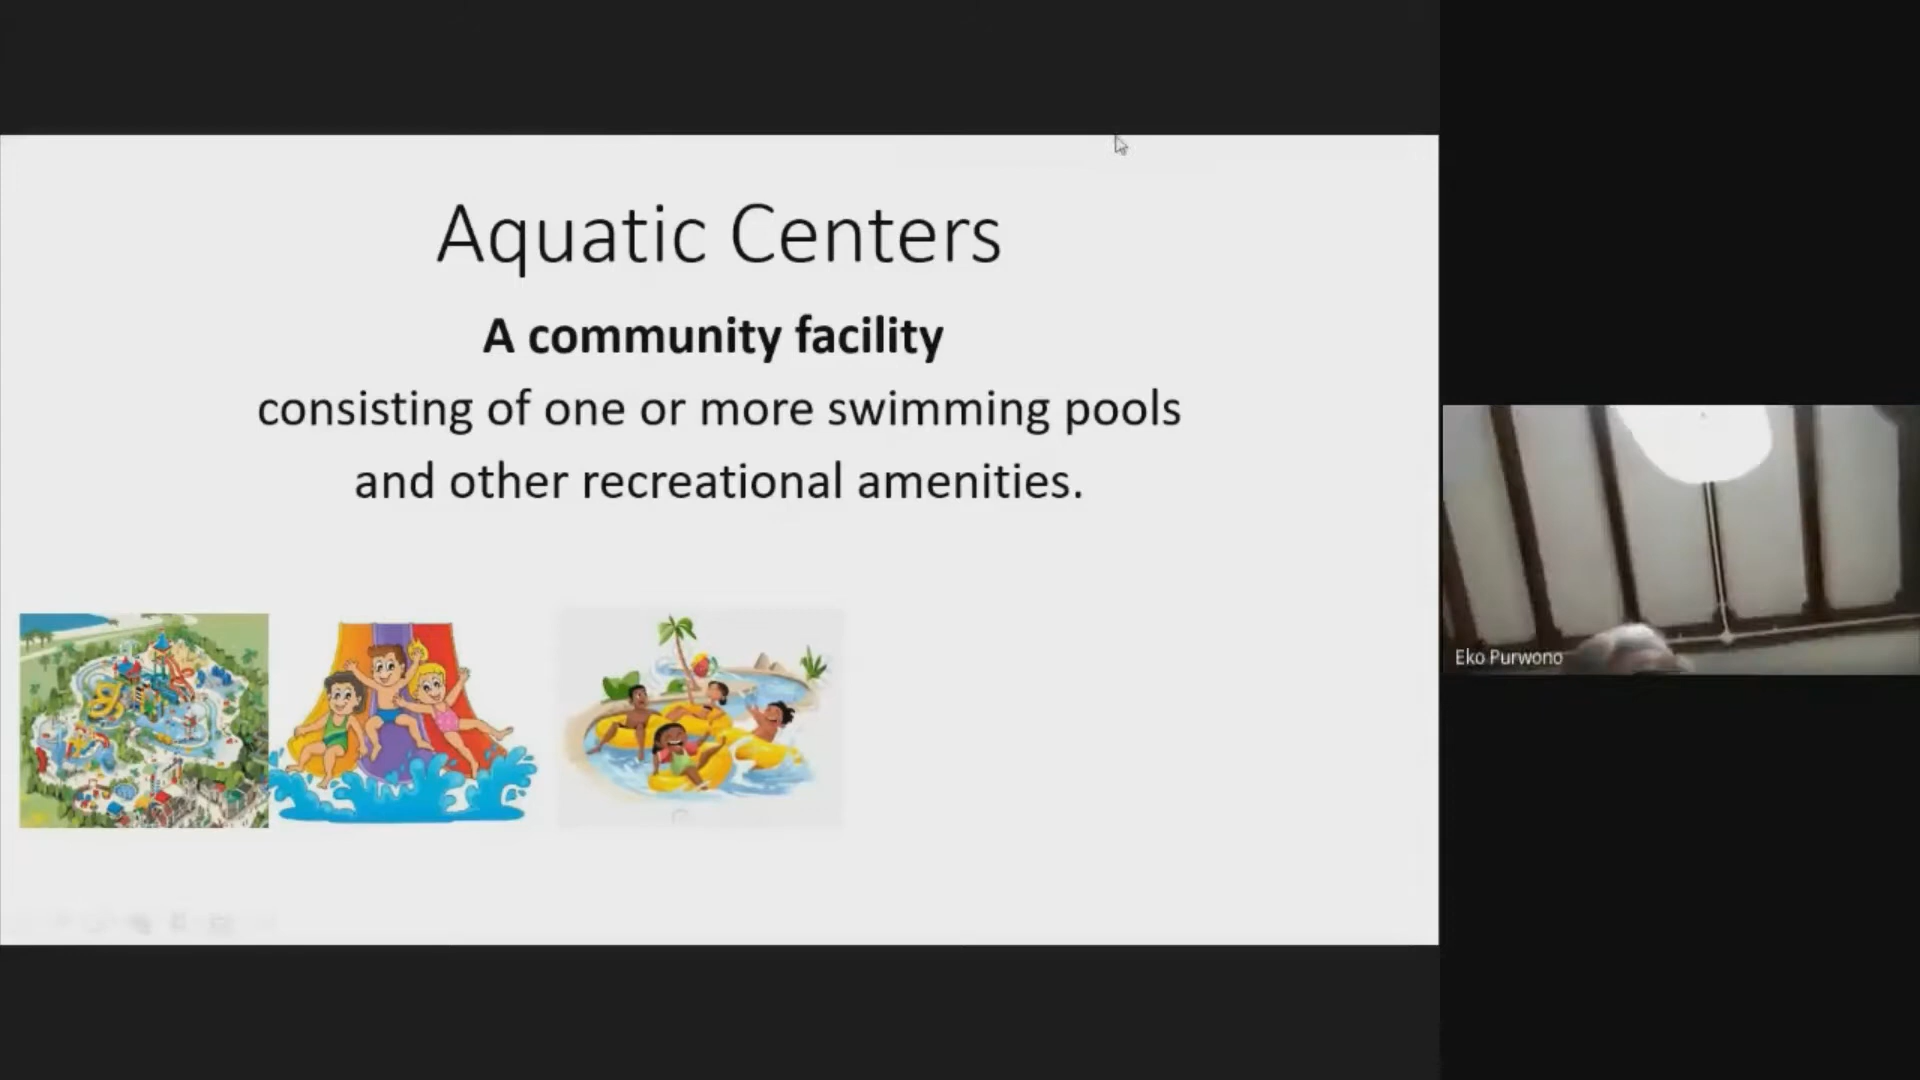 Aquatic Centers
A community facility
consisting of one or more swimming pools
and other recreational amenities.
Eko Purwono